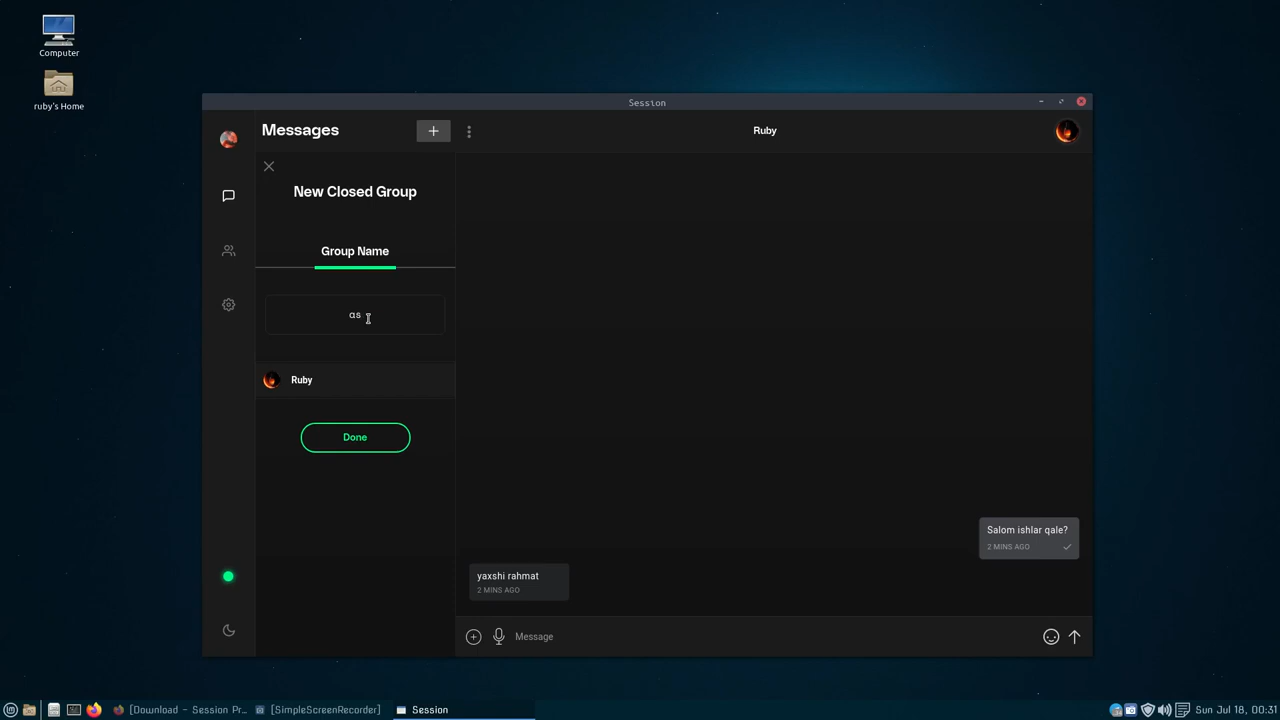 Computer
ruby's Home
Session
Messages
Ruby
New Closed Group
Group Name
as
Ruby
Done
Salom ishlar qale?
2 MINS AGO
yaxshi rahmat
2 MINS AGO
Message
[Download - Session Pr...
[SimpleScreenRecorder]
Session
Sun Jul 18, 00:31